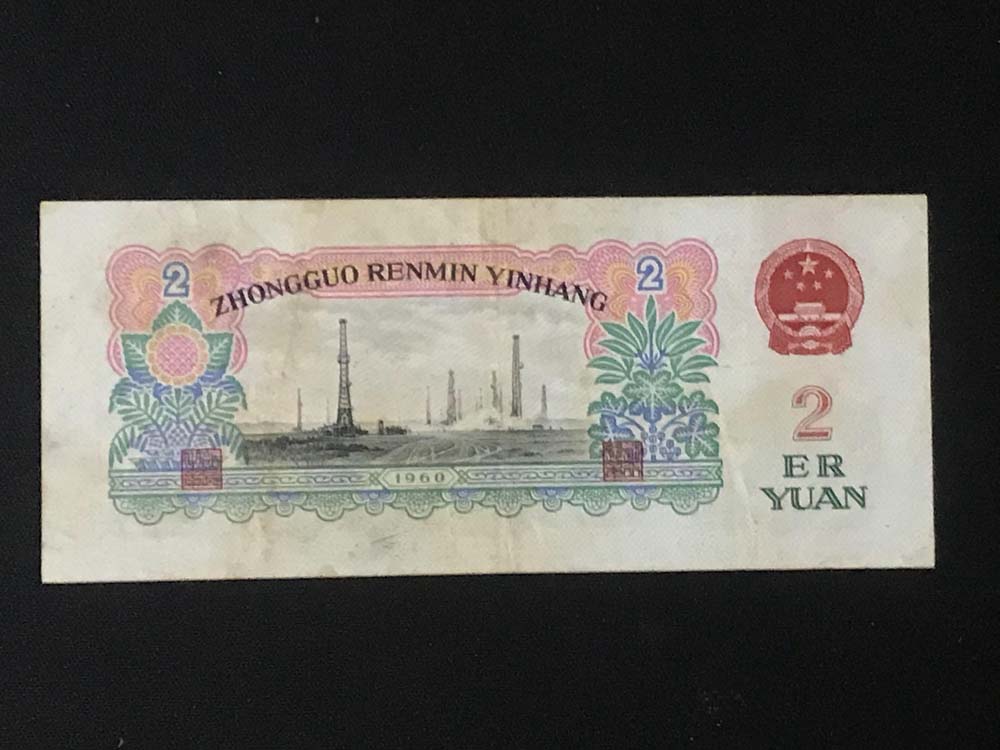 2
2
ZHONGGUO RENMIN YINHANG
1960
2
ER
YUAN